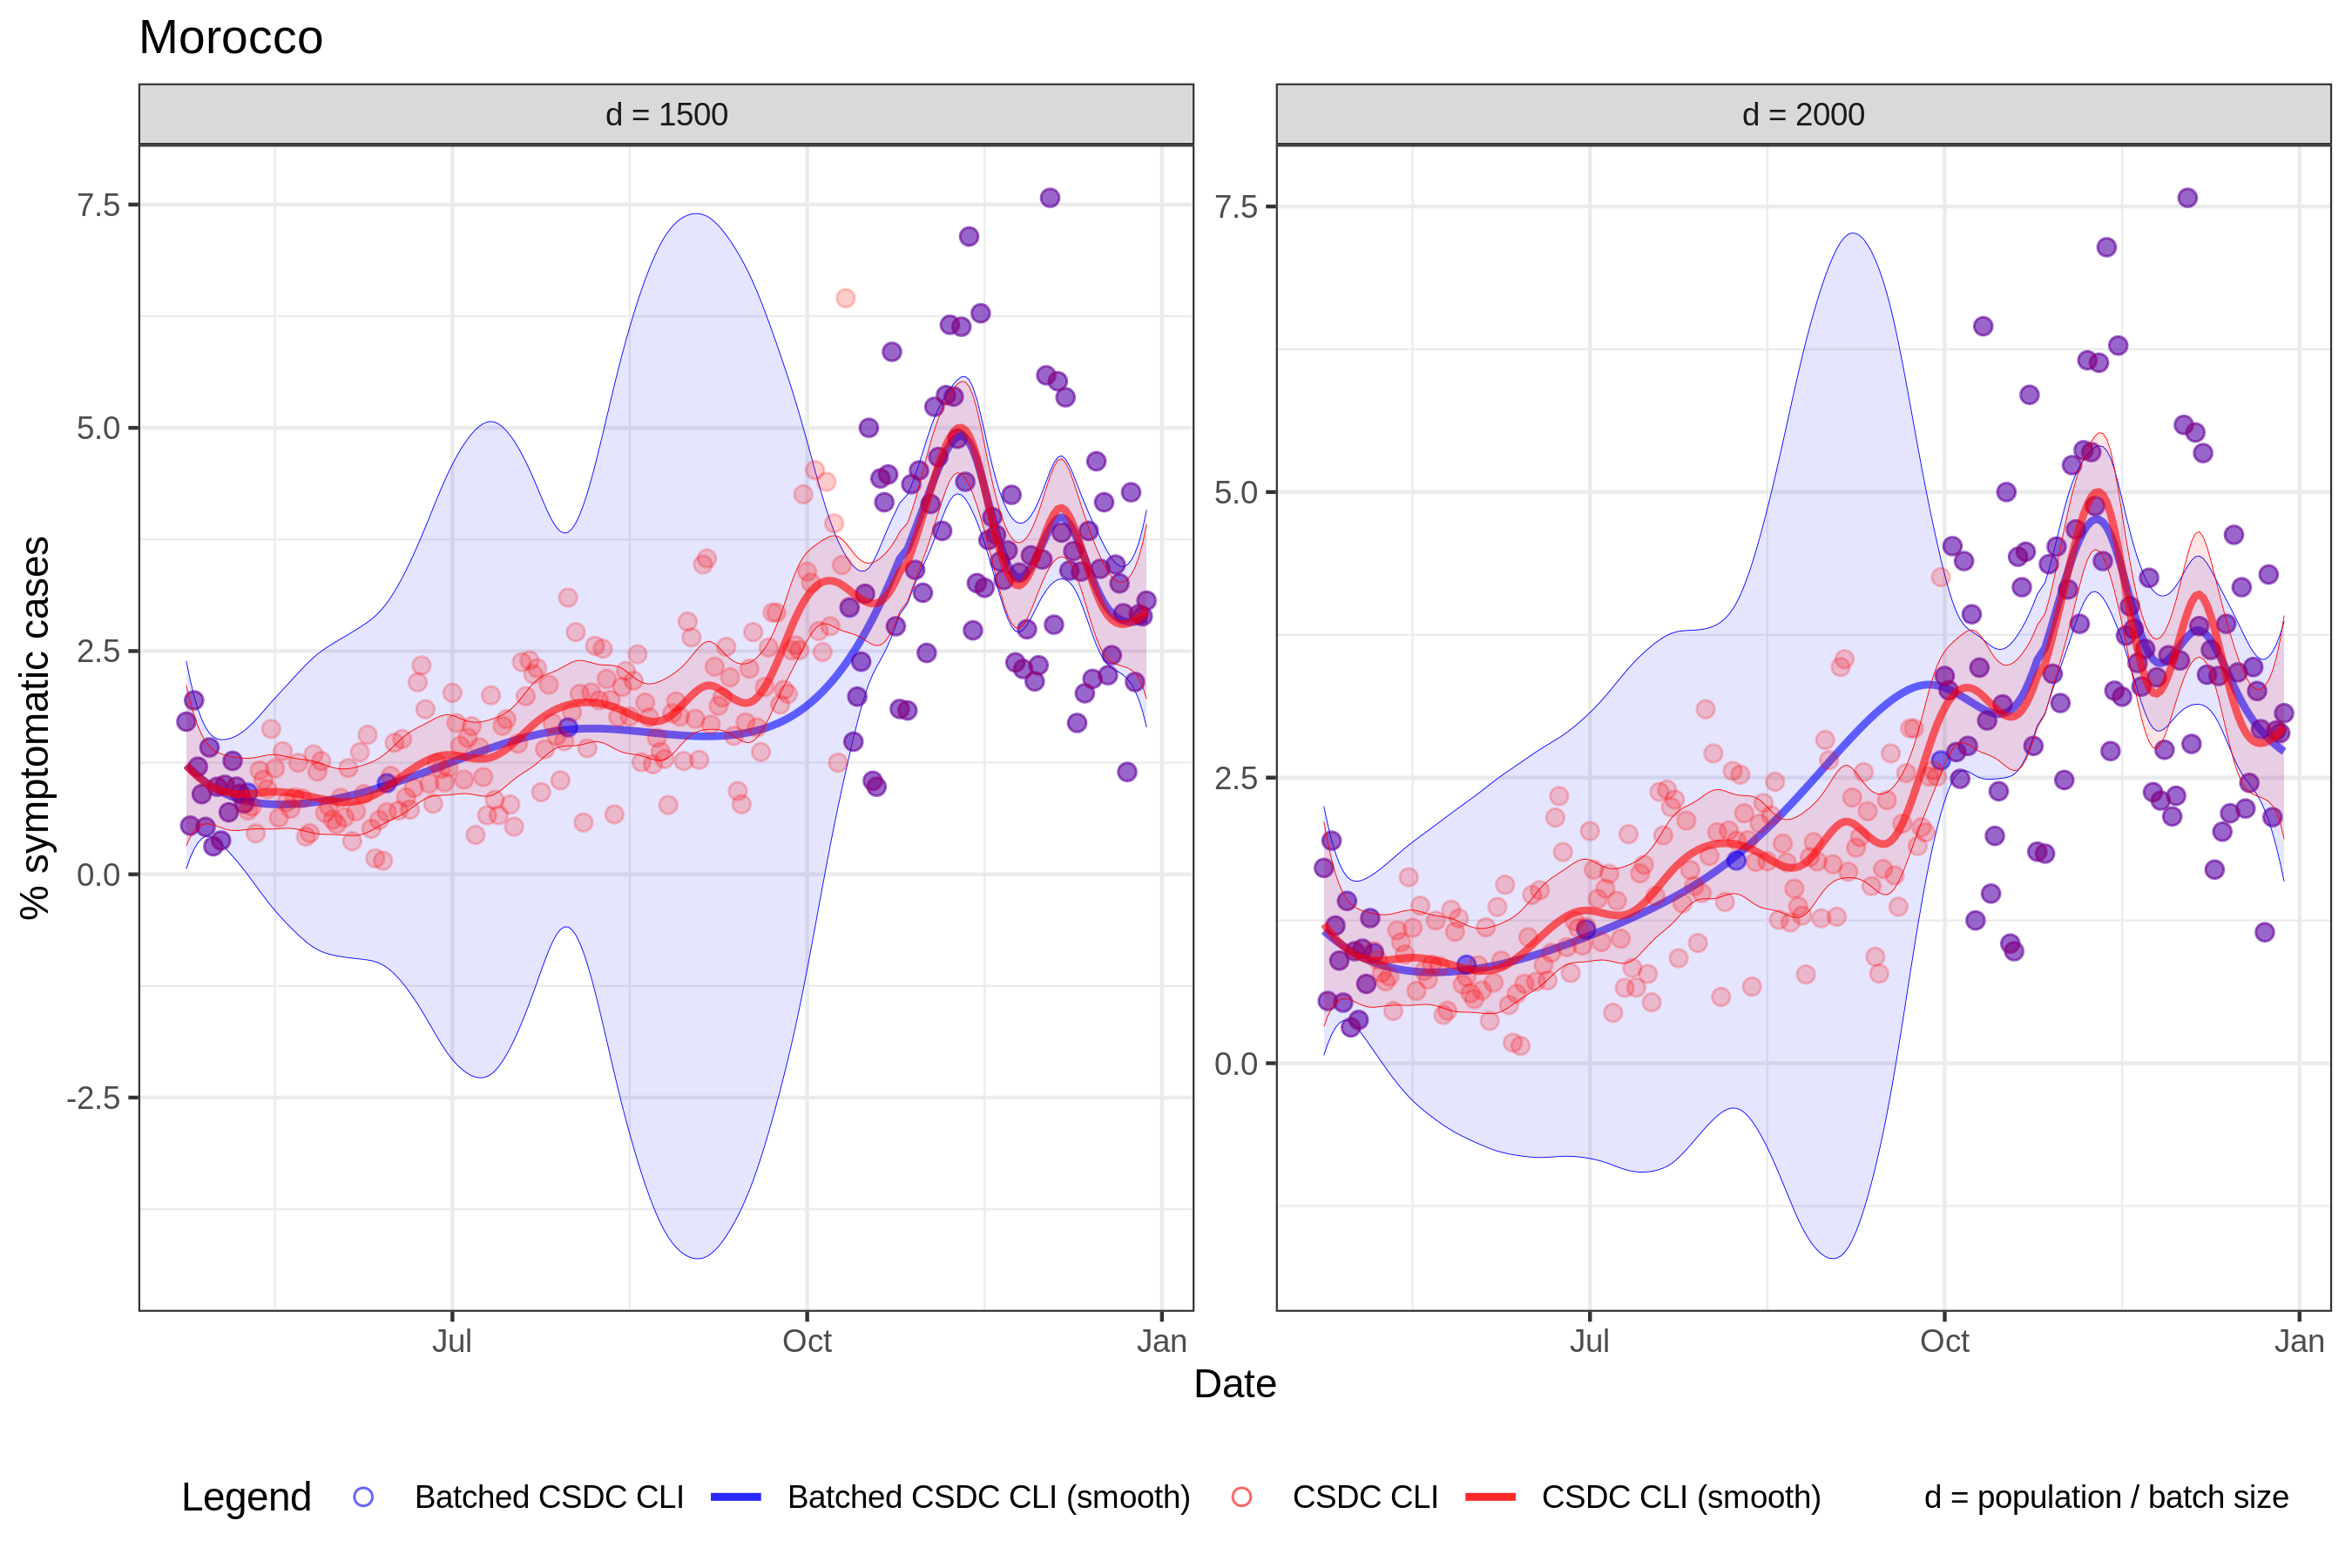 Morocco
d = 1500
d = 2000
% symptomatic cases
7.5
5.0
2.5
0.0
-2.5
7.5
5.0
2.5
0.0
Jul
Oct
Jan
Jul
Oct
Jan
Date
Legend
Batched CSDC CLI
Batched CSDC CLI (smooth)
CSDC CLI
CSDC CLI (smooth)
d = population / batch size